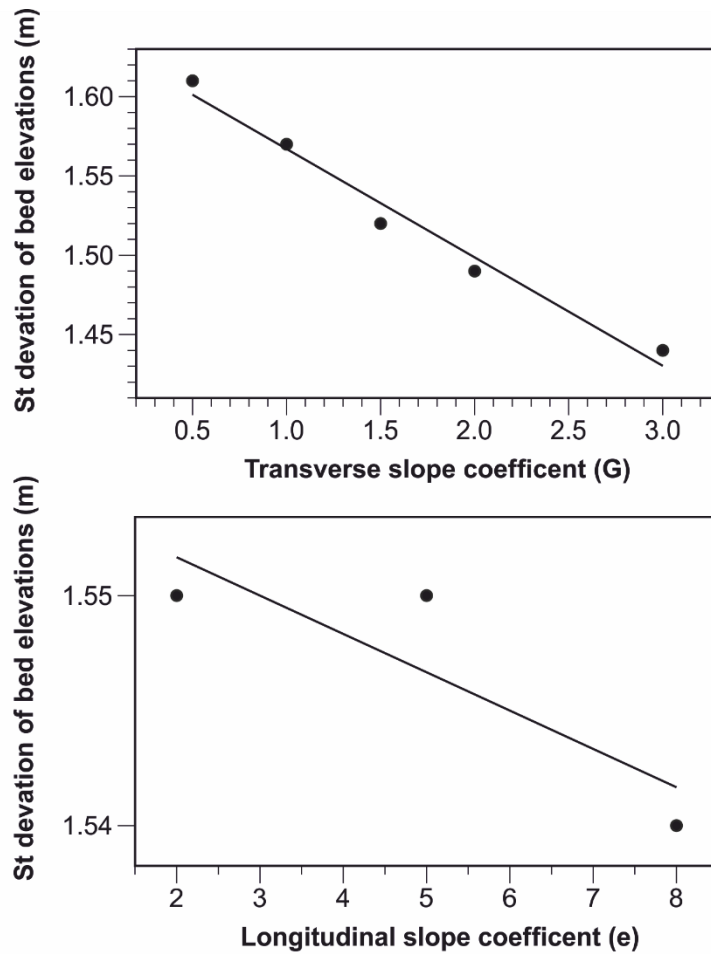 St devation of bed elevations (m)
1.60
1.55
1.50
1.45
0.5 1.0 1.5 2.0 2.5 3.0
Transverse slope coefficent (G)
St devation of bed elevations (m)
1.55
1.54
2 3 4 5 6 7 8
Longitudinal slope coefficent (e)